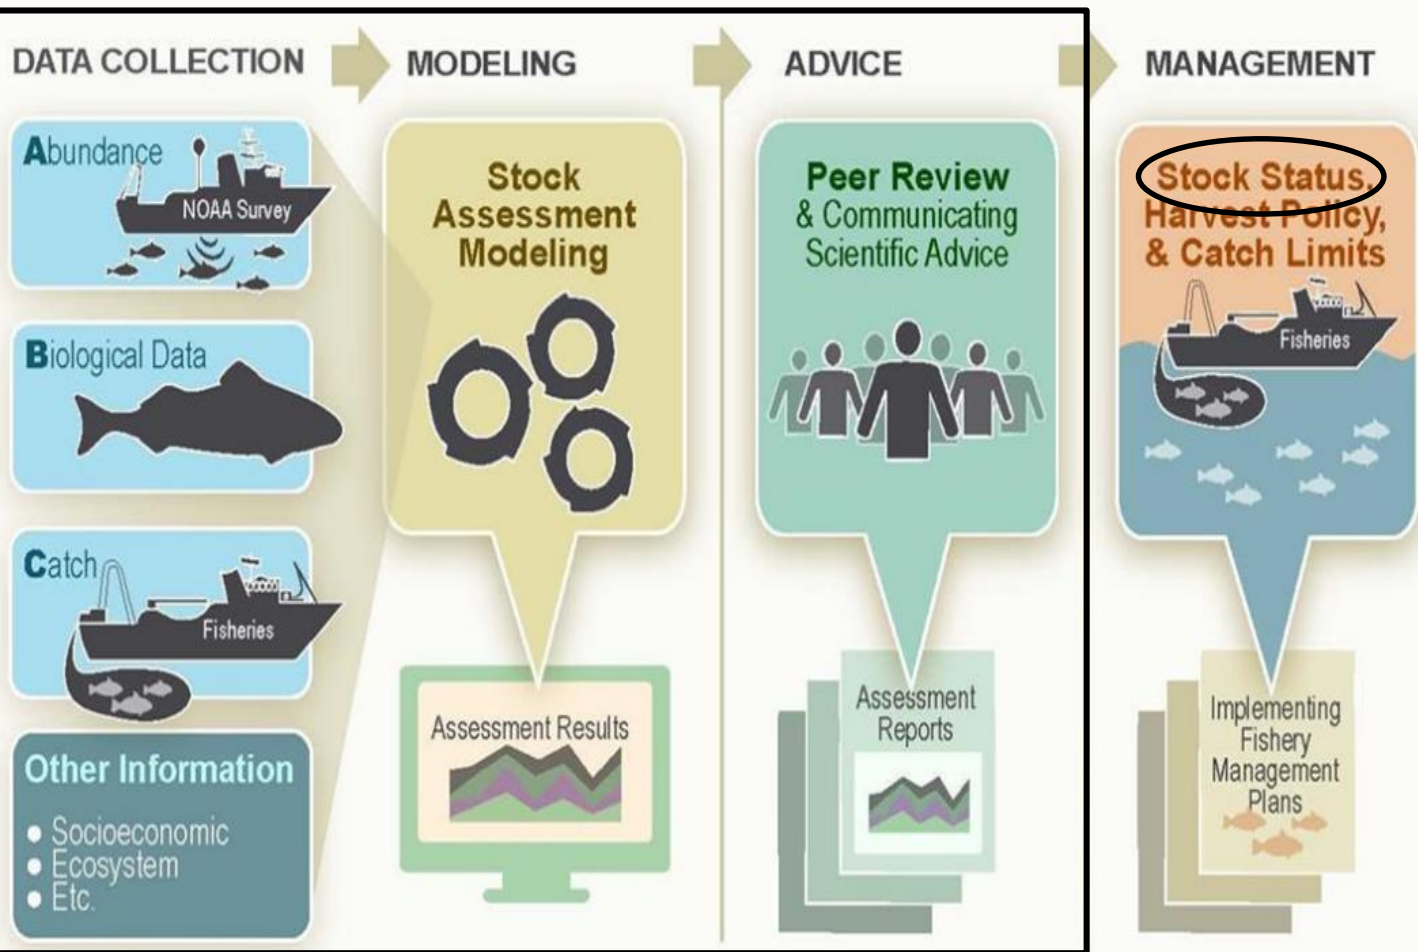 DATA COLLECTION
Abundance
NOAA Survey
Biological Data
Catch
Fisheries
Other Information
● Socioeconomic
● Ecosystem
● Etc.
MODELING
Stock
Assessment
Modeling
Assessment Results
ADVICE
Peer Review
& Communicating
Scientific Advice
Assessment
Reports
MANAGEMENT
Stock Status,
Harvest Policy,
& Catch Limits
Fisheries
Implementing
Fishery
Management
Plans